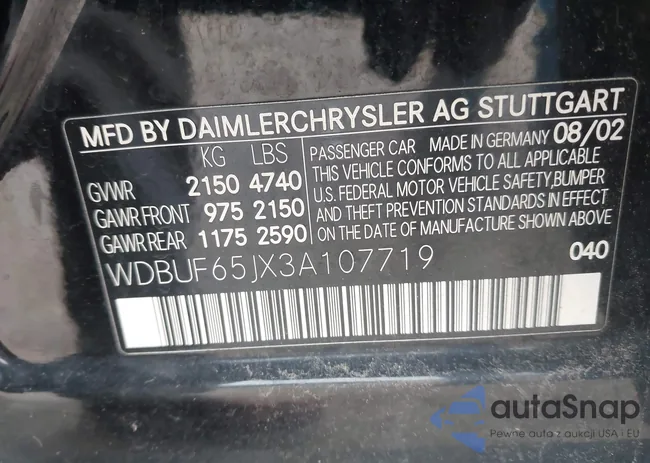 MFD BY DAIMLERCHRYSLER AG STUTTGART
KG LBS PASSENGER CAR MADE IN GERMANY 08/02
GVWR 2150 4740 THIS VEHICLE CONFORMS TO ALL APPLICABLE
U.S. FEDERAL MOTOR VEHICLE SAFETY,BUMPER
GAWR.FRONT 975 2150 AND THEFT PREVENTION STANDARDS IN EFFECT
GAWR.REAR 1175 2590 ON THE DATE OF MANUFACTURE SHOWN ABOVE
WDBUF65JX3A107719 040
autaSnap
Pewne auta z aukcji USA i EU